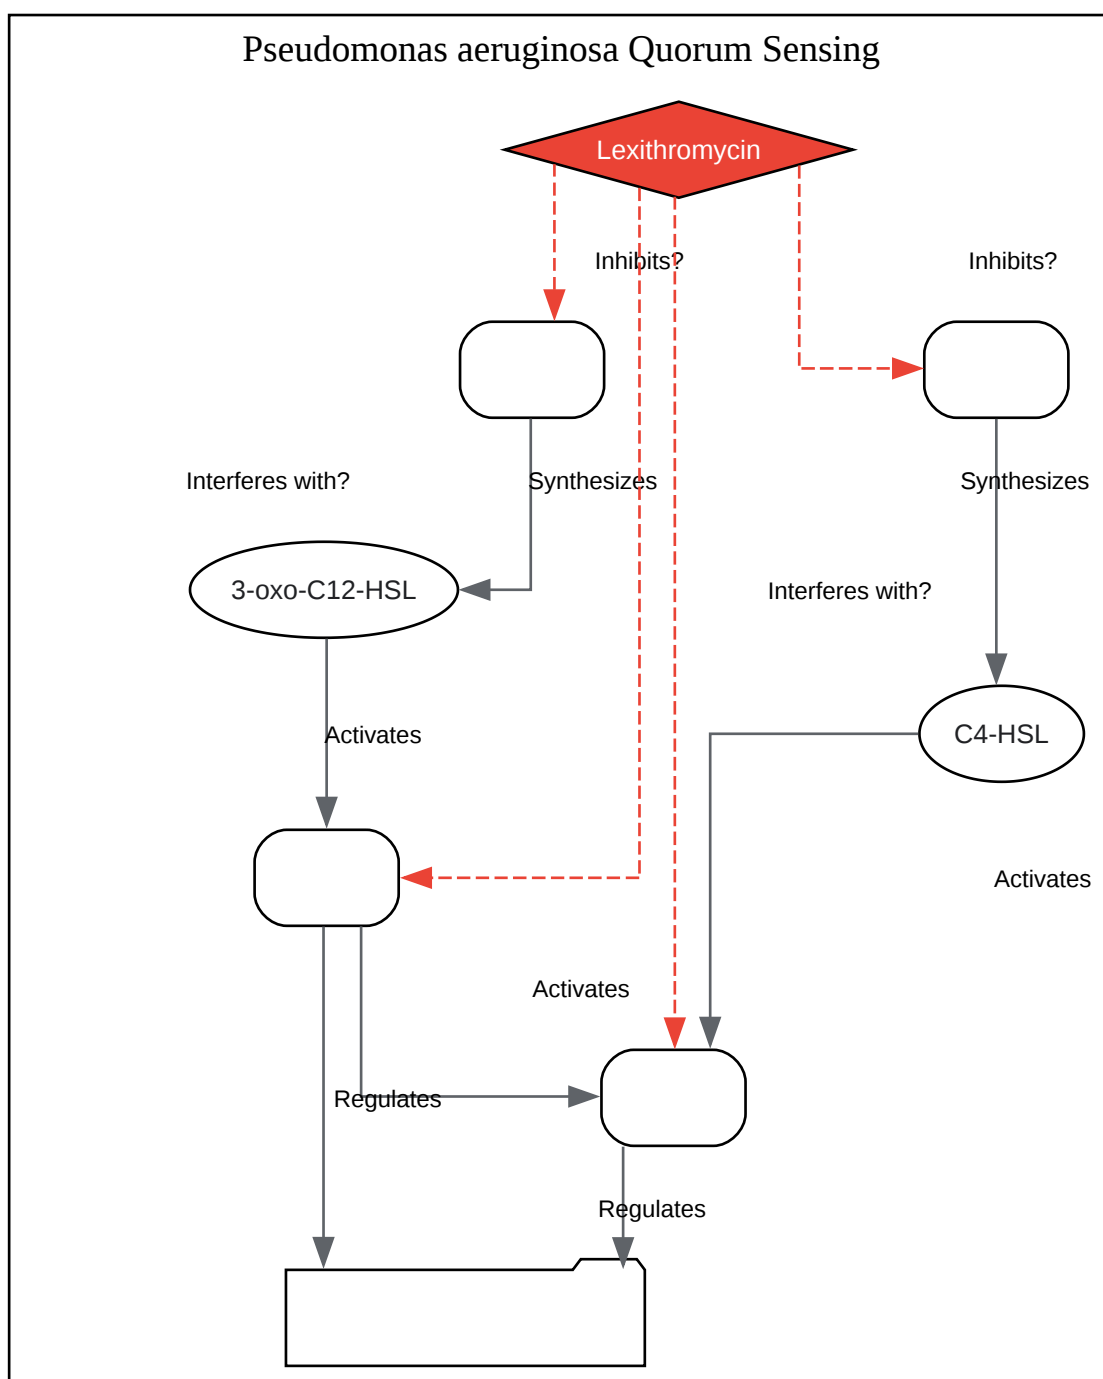 Pseudomonas aeruginosa Quorum Sensing
Lexithromycin
Inhibits?
Inhibits?
Interferes with?
Synthesizes
Synthesizes
3-oxo-C12-HSL
Interferes with?
Activates
C4-HSL
Activates
Activates
Regulates
Regulates